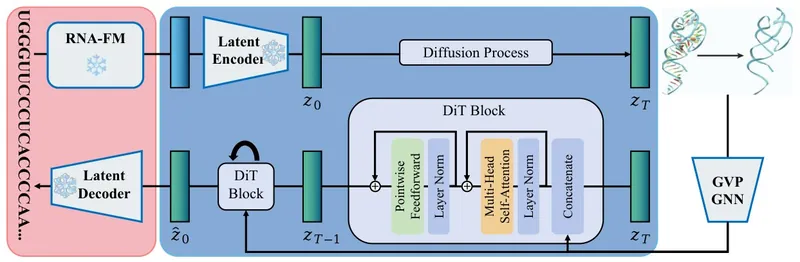 UGGGUUCCCUCACCCCAA...
RNA-FM
Latent
Encoder
z0
Diffusion Process
zT
DiT Block
Latent
Decoder
ẑ0
DiT
Block
zT−1
Pointwise
Feedforward
Layer Norm
Multi-Head
Self-Attention
Layer Norm
Concatenate
zT
GVP
GNN